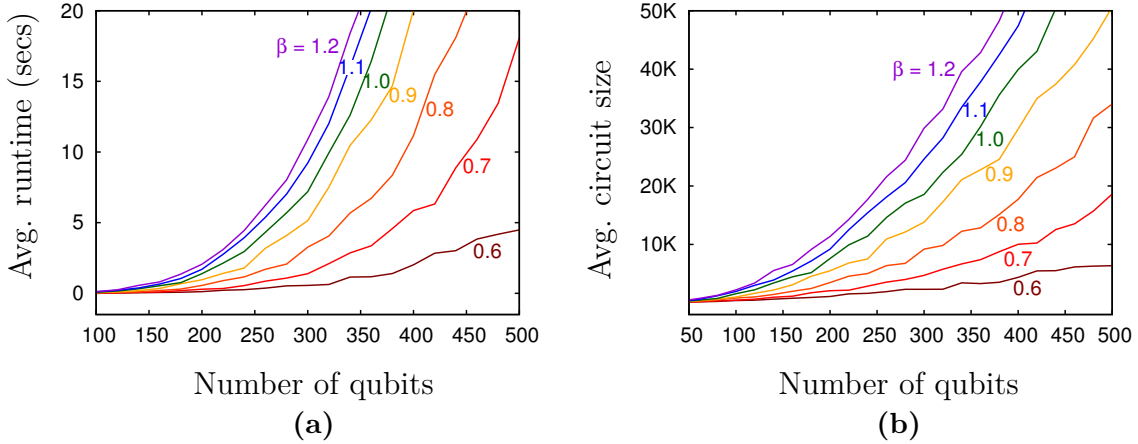 Avg. runtime (secs)
20
15
10
5
0
100 150 200 250 300 350 400 450 500
β = 1.2
1.1
1.0
0.9
0.8
0.7
0.6
Number of qubits
(a)
Avg. circuit size
50K
40K
30K
20K
10K
50 100 150 200 250 300 350 400 450 500
β = 1.2
1.1
1.0
0.9
0.8
0.7
0.6
Number of qubits
(b)